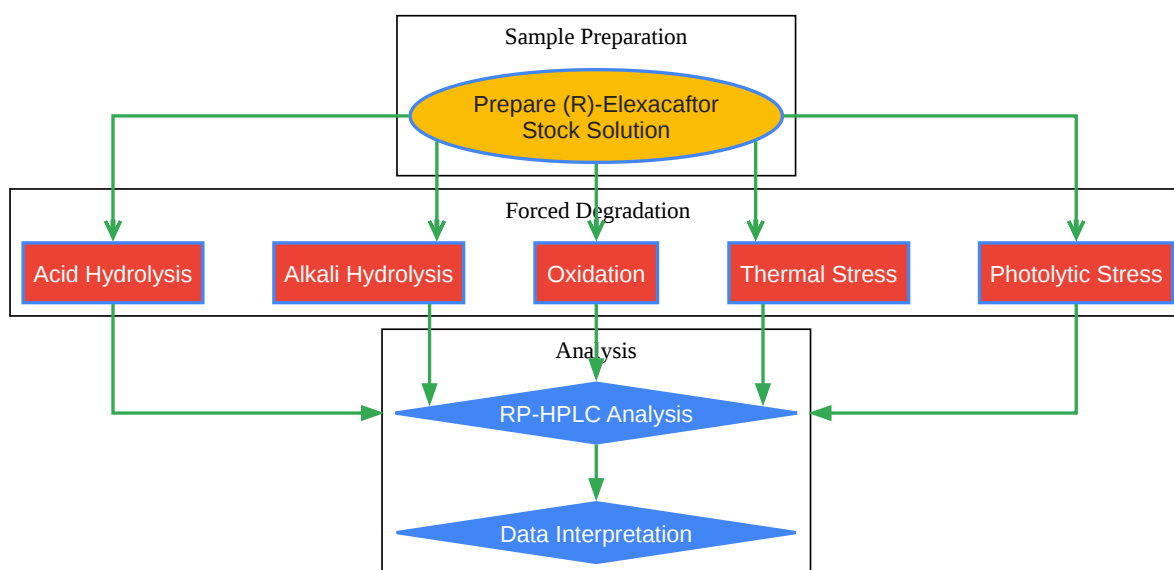 Sample Preparation
Prepare (R)-Elexacaftor
Stock Solution
Forced Degradation
Acid Hydrolysis
Alkali Hydrolysis
Oxidation
Thermal Stress
Photolytic Stress
Analysis
RP-HPLC Analysis
Data Interpretation